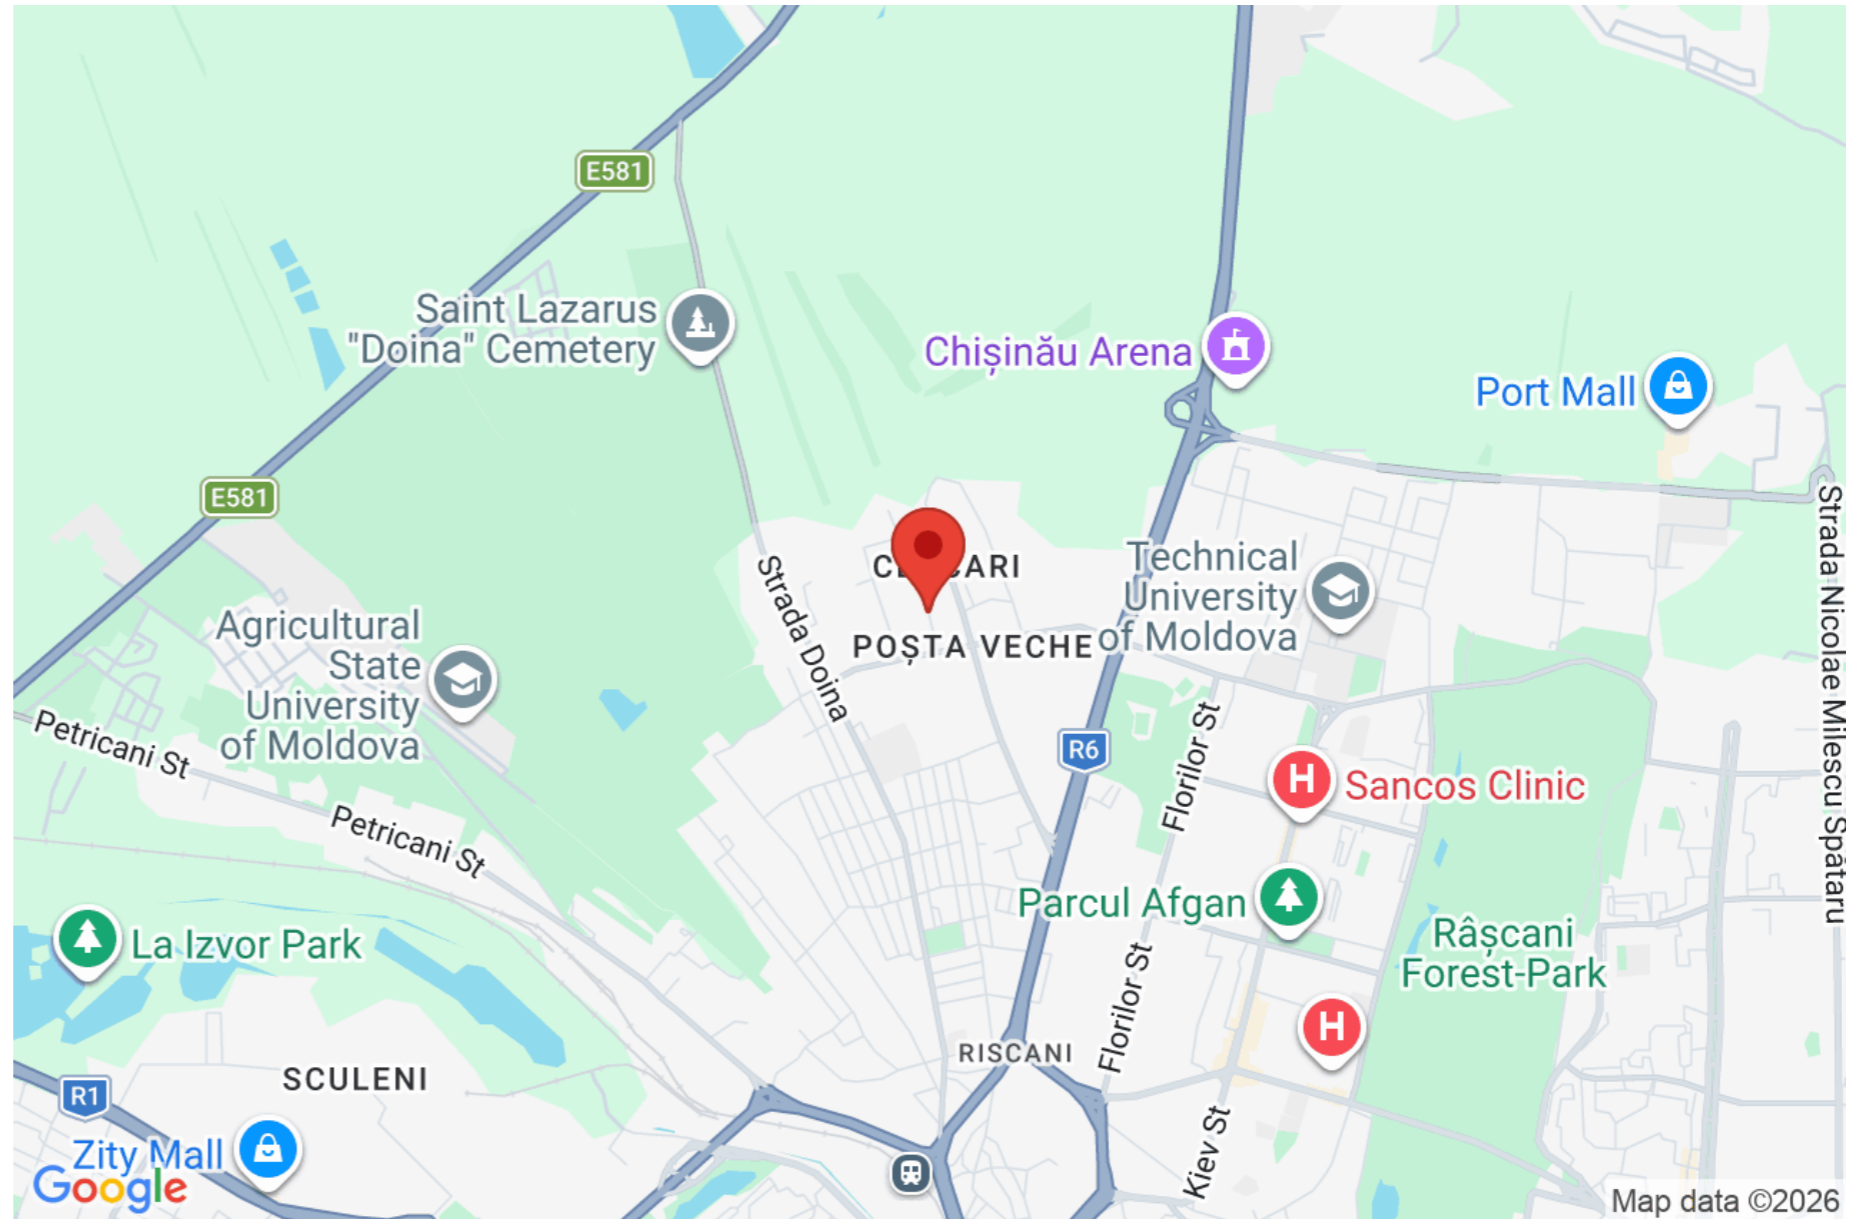 E581
Saint Lazarus
"Doina" Cemetery
Chișinău Arena
Port Mall
E581
Strada Nicolae Milescu Spătaru
Technical
University
of Moldova
POȘTA VECHE
Strada Doina
Agricultural
State
University
of Moldova
Petricani St
Petricani St
R6
Florilor St
H
Sancos Clinic
Parcul Afgan
La Izvor Park
Râșcani
Forest-Park
Florilor St
H
RISCANI
SCULENI
R1
Zity Mall
Kiev St
Google
Map data ©2026